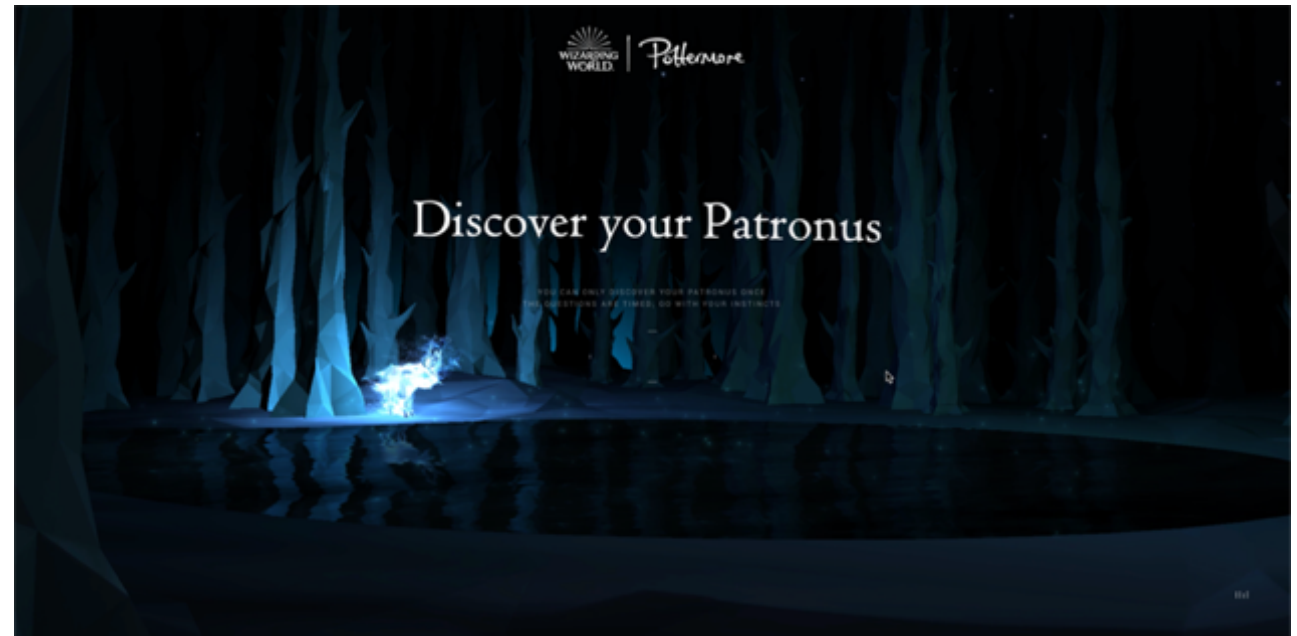 WIZARDING
WORLD.
Pottermore
Discover your Patronus
YOU CAN ONLY DISCOVER YOUR PATRONUS ONCE
THE QUESTIONS ARE TIMED, GO WITH YOUR INSTINCTS